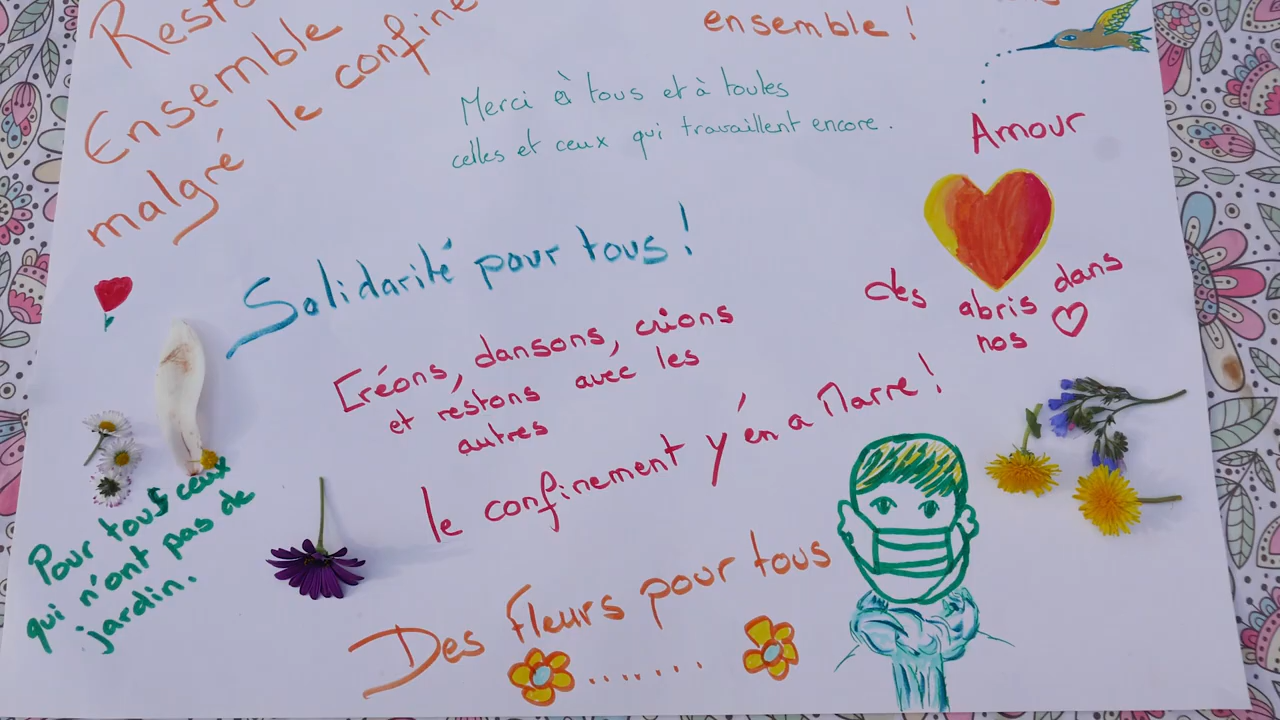 Ensemble
malgré le confine
ensemble !
Merci à tous et à toutes
celles et ceux qui travaillent encore.
Amour
des abris dans
nos
Solidarité pour tous !
Créons, dansons, crions
et restons avec les
autres
le confinement y'en a Marre !
Pour tous ceux
qui n'ont pas de
jardin.
Des fleurs pour tous